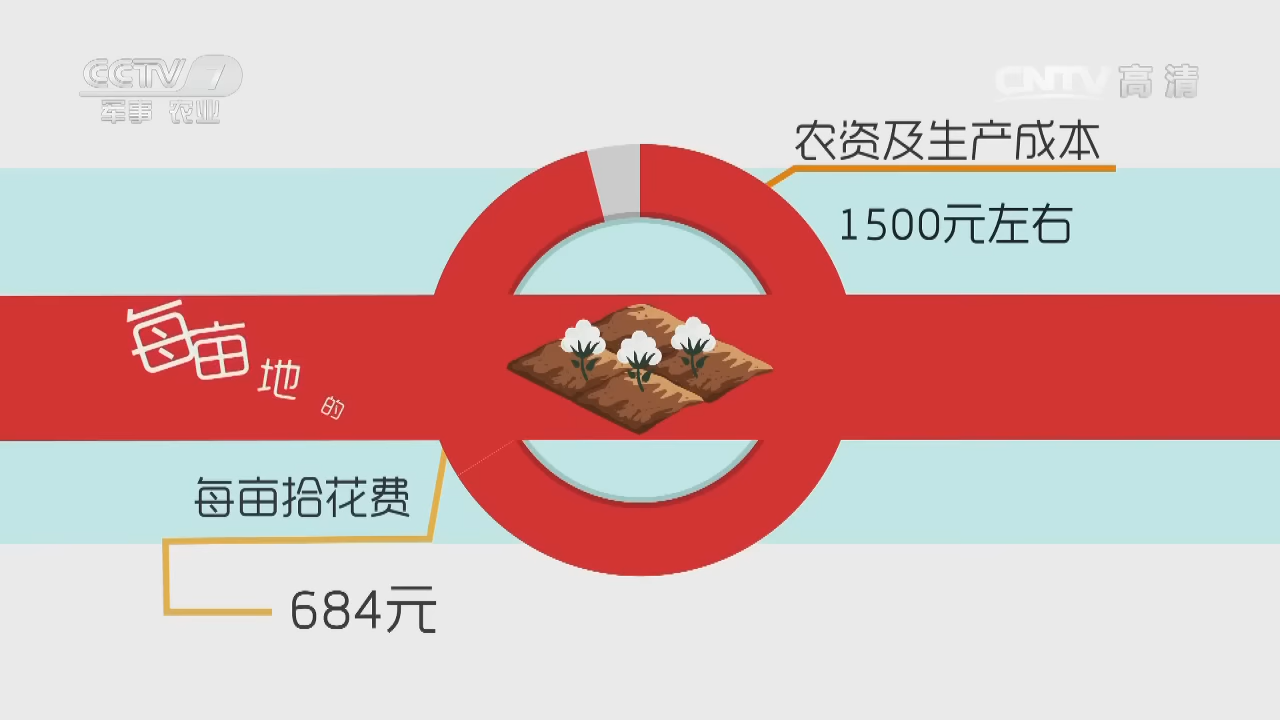 CCTV 7
军事 农业
CNTV 高清
农资及生产成本
1500元左右
每亩地的
每亩拾花费
684元